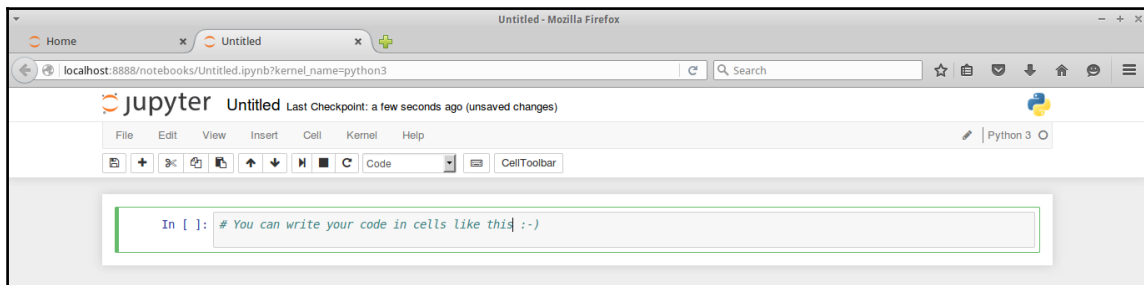 Untitled - Mozilla Firefox
Home Untitled
localhost:8888/notebooks/Untitled.ipynb?kernel_name=python3 Search
jupyter Untitled Last Checkpoint: a few seconds ago (unsaved changes)
File Edit View Insert Cell Kernel Help Python 3
Code CellToolbar
In [ ]: # You can write your code in cells like this :-)